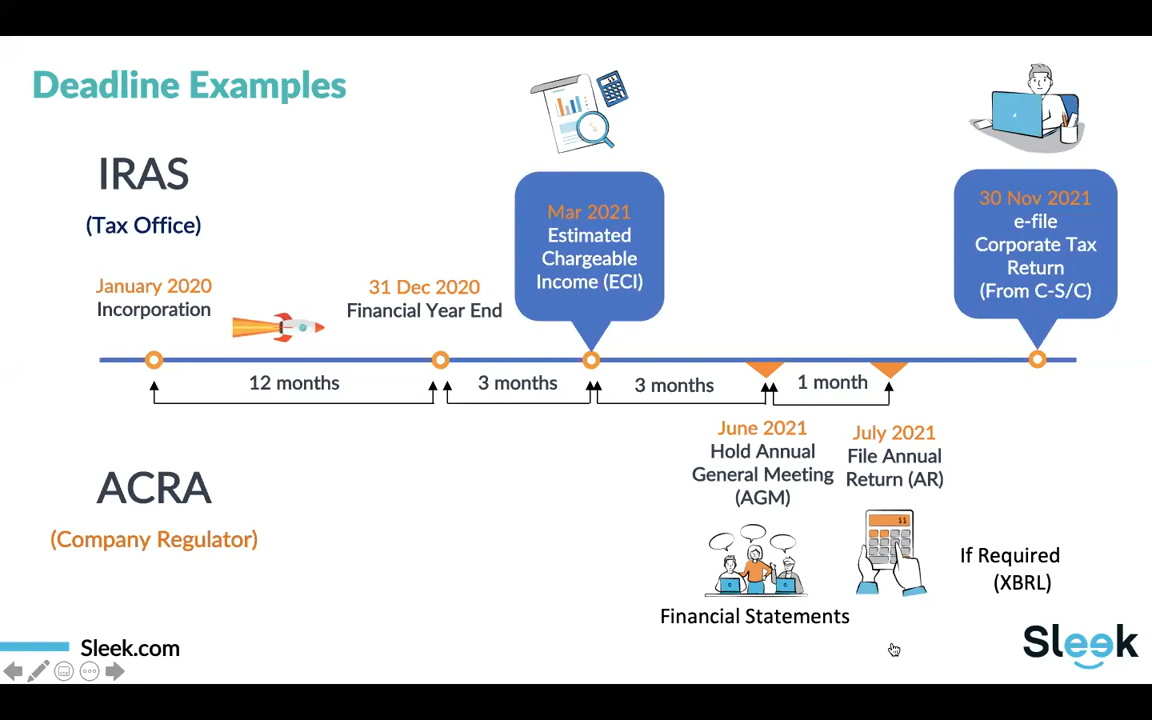 Deadline Examples
IRAS
(Tax Office)
January 2020
Incorporation
31 Dec 2020
Financial Year End
Mar 2021
Estimated
Chargeable
Income (ECI)
30 Nov 2021
e-file
Corporate Tax
Return
(From C-S/C)
12 months
3 months
3 months
1 month
ACRA
(Company Regulator)
June 2021
Hold Annual
General Meeting
(AGM)
July 2021
File Annual
Return (AR)
$$
If Required
(XBRL)
Financial Statements
Sleek.com
Sleek